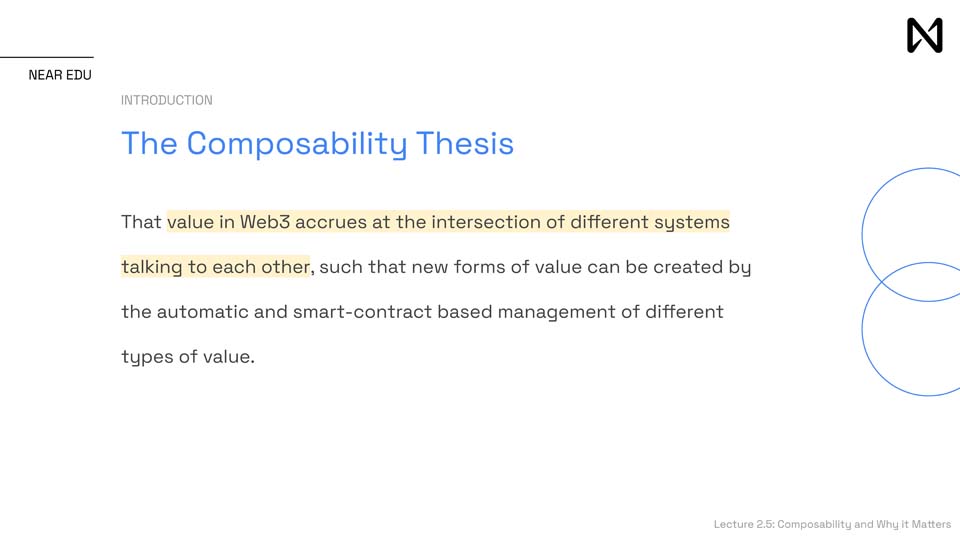 NEAR EDU
INTRODUCTION
The Composability Thesis
That value in Web3 accrues at the intersection of different systems
talking to each other, such that new forms of value can be created by
the automatic and smart-contract based management of different
types of value.
Lecture 2.5: Composability and Why it Matters